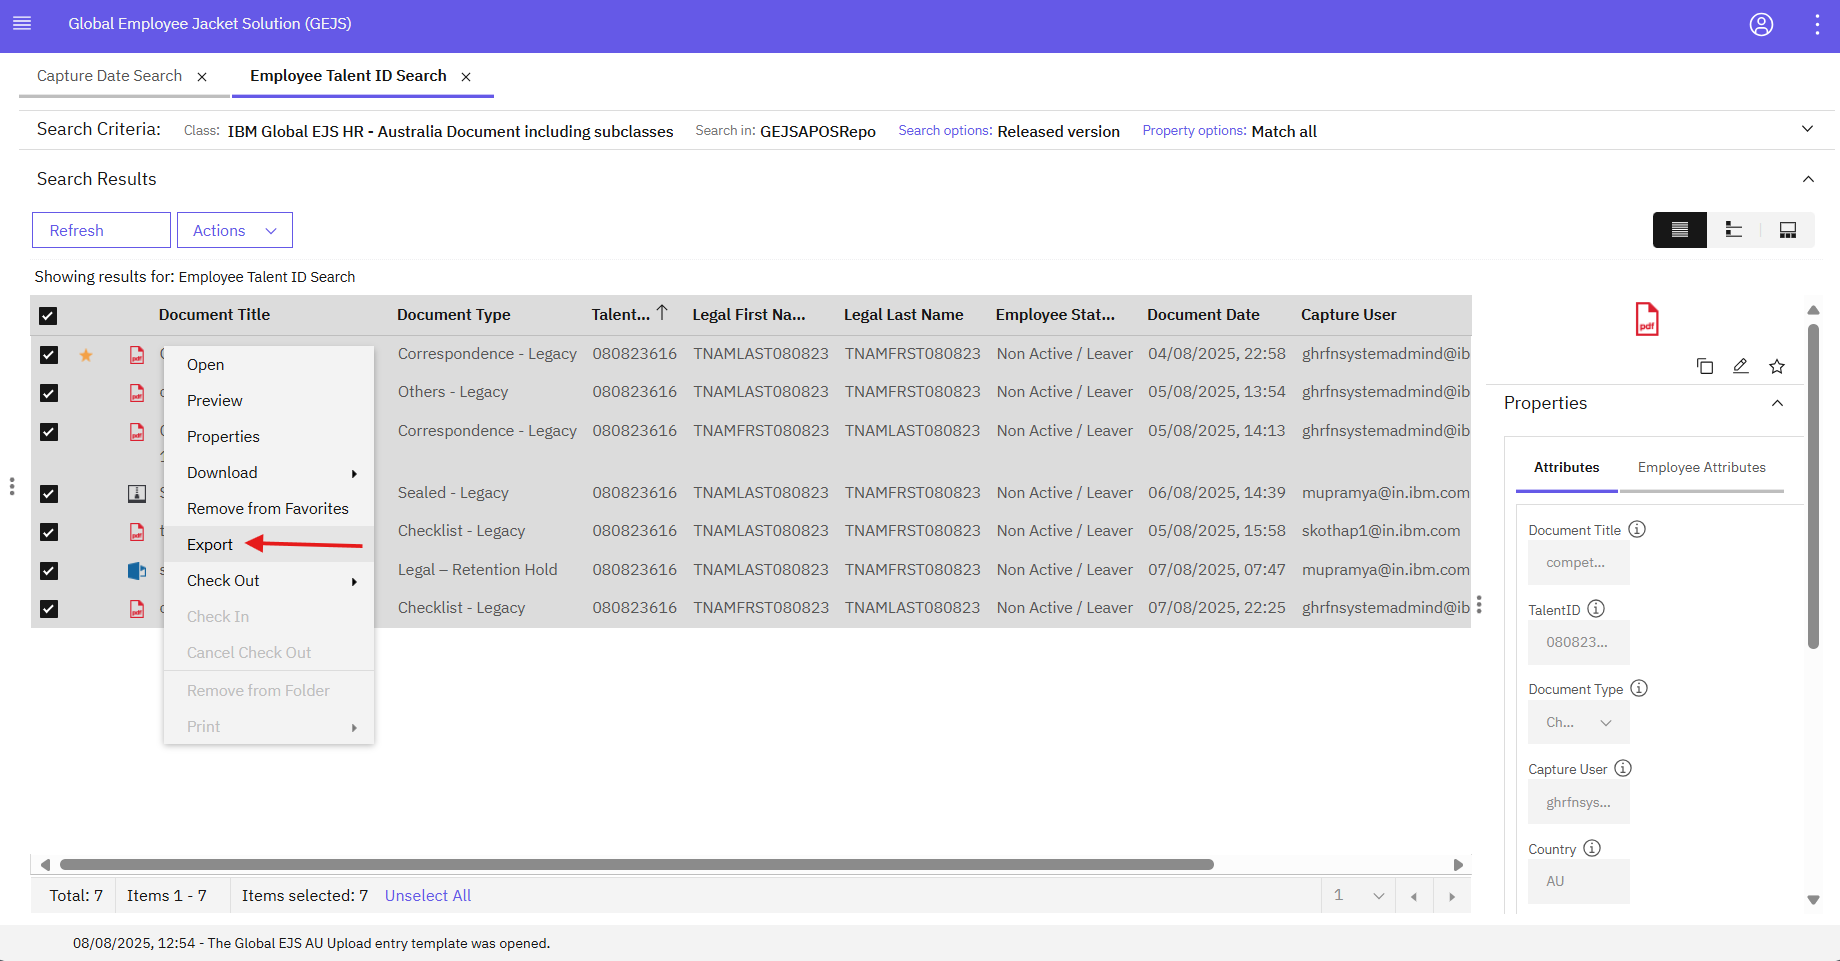 Global Employee Jacket Solution (GEJS)
Capture Date Search
Employee Talent ID Search
Search Criteria: Class: IBM Global EJS HR - Australia Document including subclasses Search in: GEJSAPOSRepo Search options: Released version Property options: Match all
Search Results
Refresh
Actions
Showing results for: Employee Talent ID Search
Document Title Document Type Talent... Legal First Na... Legal Last Name Employee Stat... Document Date Capture User
Correspondence - Legacy 080823616 TNAMLAST080823 TNAMFRST080823 Non Active / Leaver 04/08/2025, 22:58 ghrfnsystemadmind@ib
Others - Legacy 080823616 TNAMLAST080823 TNAMFRST080823 Non Active / Leaver 05/08/2025, 13:54 ghrfnsystemadmind@ib
Correspondence - Legacy 080823616 TNAMFRST080823 TNAMLAST080823 Non Active / Leaver 05/08/2025, 14:13 ghrfnsystemadmind@ib
Sealed - Legacy 080823616 TNAMLAST080823 TNAMFRST080823 Non Active / Leaver 06/08/2025, 14:39 mupramya@in.ibm.com
Checklist - Legacy 080823616 TNAMLAST080823 TNAMFRST080823 Non Active / Leaver 05/08/2025, 15:58 skothap1@in.ibm.com
Legal – Retention Hold 080823616 TNAMLAST080823 TNAMFRST080823 Non Active / Leaver 07/08/2025, 07:47 mupramya@in.ibm.com
Checklist - Legacy 080823616 TNAMFRST080823 TNAMLAST080823 Non Active / Leaver 07/08/2025, 22:25 ghrfnsystemadmind@ib
Open
Preview
Properties
Download
Remove from Favorites
Export
Check Out
Check In
Cancel Check Out
Remove from Folder
Print
pdf
Properties
Attributes
Employee Attributes
Document Title
compet...
TalentID
080823...
Document Type
Ch...
Capture User
ghrfnsys...
Country
AU
Total: 7 Items 1 - 7 Items selected: 7 Unselect All
1
08/08/2025, 12:54 - The Global EJS AU Upload entry template was opened.